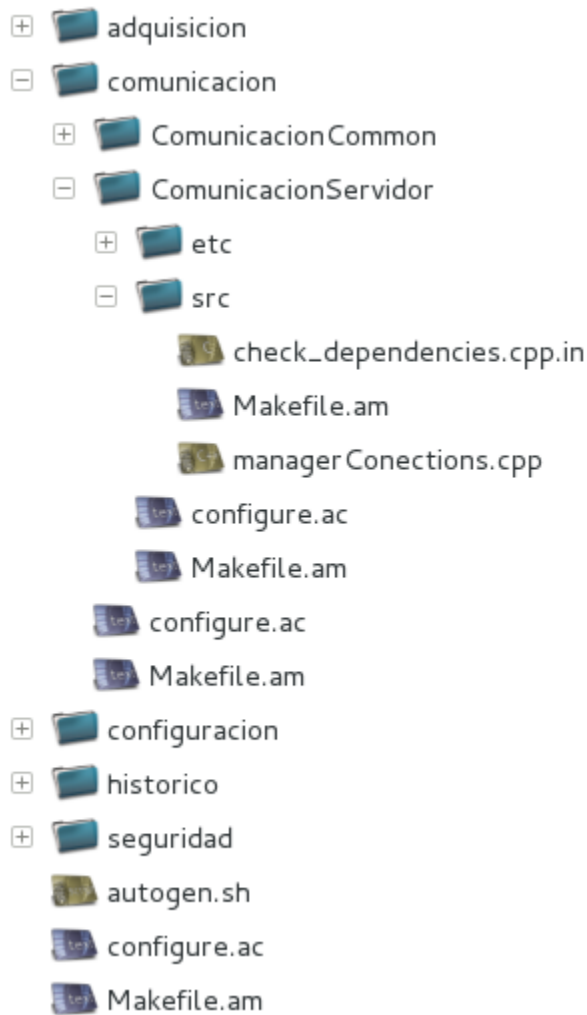 adquisicion
comunicacion
ComunicacionCommon
ComunicacionServidor
etc
src
check_dependencies.cpp.in
Makefile.am
managerConections.cpp
configure.ac
Makefile.am
configure.ac
Makefile.am
configuracion
historico
seguridad
autogen.sh
configure.ac
Makefile.am